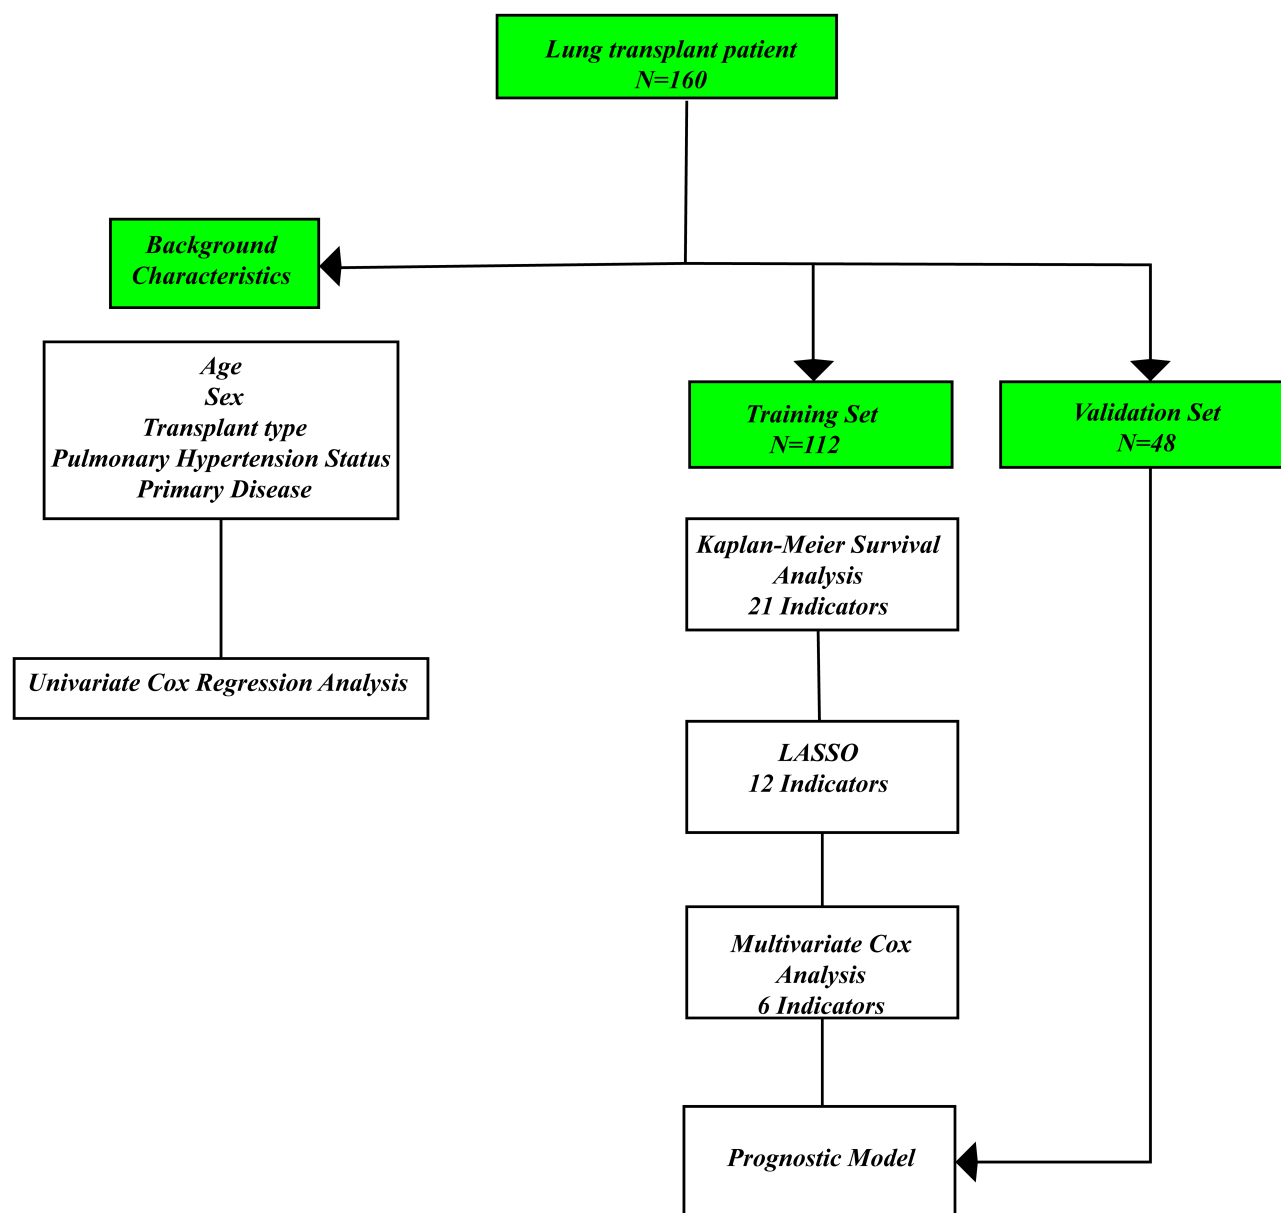 Lung transplant patient
N=160
Background
Characteristics
Age
Sex
Transplant type
Pulmonary Hypertension Status
Primary Disease
Univariate Cox Regression Analysis
Training Set
N=112
Validation Set
N=48
Kaplan-Meier Survival
Analysis
21 Indicators
LASSO
12 Indicators
Multivariate Cox
Analysis
6 Indicators
Prognostic Model